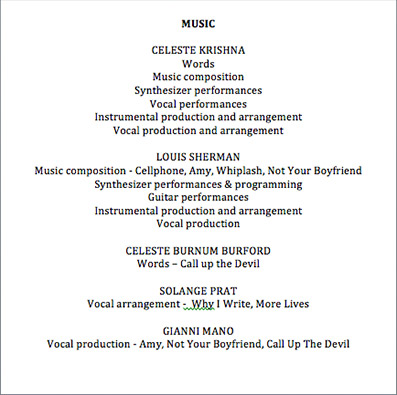 MUSIC
CELESTE KRISHNA
Words
Music composition
Synthesizer performances
Vocal performances
Instrumental production and arrangement
Vocal production and arrangement
LOUIS SHERMAN
Music composition - Cellphone, Amy, Whiplash, Not Your Boyfriend
Synthesizer performances & programming
Guitar performances
Instrumental production and arrangement
Vocal production
CELESTE BURNUM BURFORD
Words – Call up the Devil
SOLANGE PRAT
Vocal arrangement - Why I Write, More Lives
GIANNI MANO
Vocal production - Amy, Not Your Boyfriend, Call Up The Devil